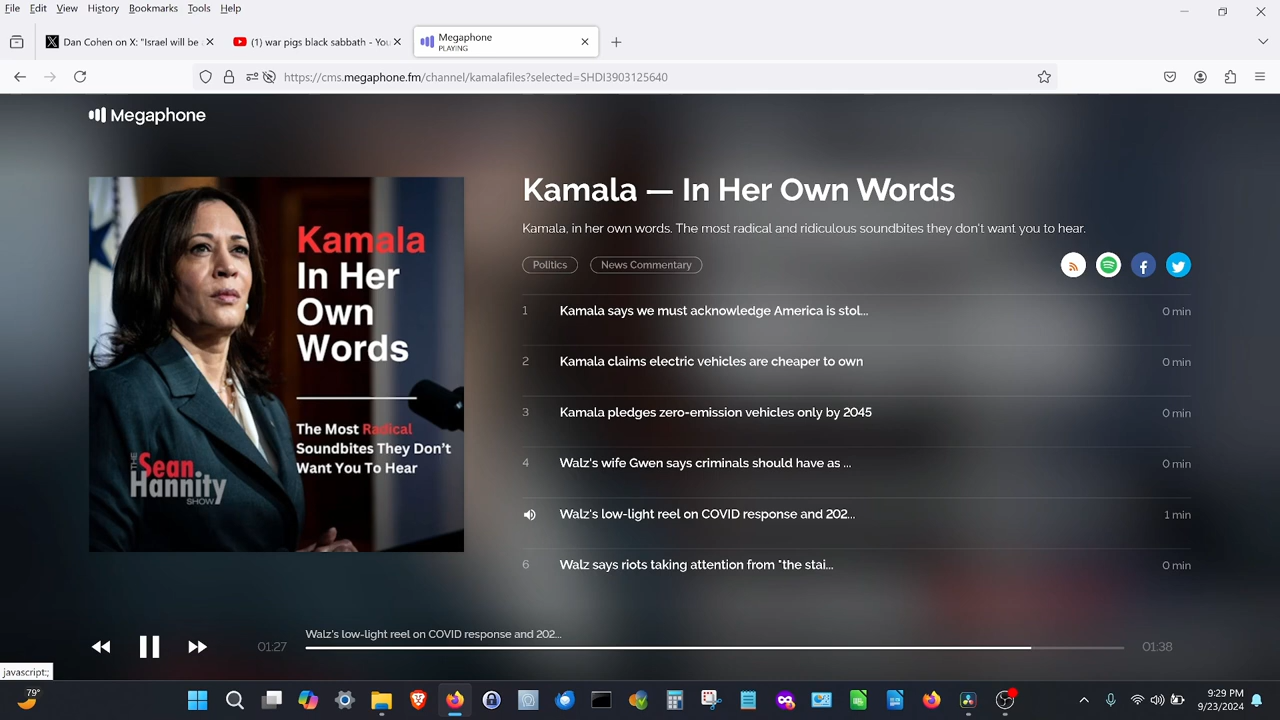 File Edit View History Bookmarks Tools Help
Dan Cohen on X: "Israel will be
(1) war pigs black sabbath - You
Megaphone
PLAYING
https://cms.megaphone.fm/channel/kamalafiles?selected=SHDI3903125640
Megaphone
Kamala
In Her
Own
Words
The Most Radical
Soundbites They Don't
Want You To Hear
THE
Sean
Hannity
SHOW
Kamala — In Her Own Words
Kamala, in her own words. The most radical and ridiculous soundbites they don't want you to hear.
Politics News Commentary
1 Kamala says we must acknowledge America is stol... 0 min
2 Kamala claims electric vehicles are cheaper to own 0 min
3 Kamala pledges zero-emission vehicles only by 2045 0 min
4 Walz's wife Gwen says criminals should have as ... 0 min
Walz's low-light reel on COVID response and 202... 1 min
6 Walz says riots taking attention from "the stai... 0 min
Walz's low-light reel on COVID response and 202...
01:27 01:38
javascript:;
79°
9:29 PM
9/23/2024